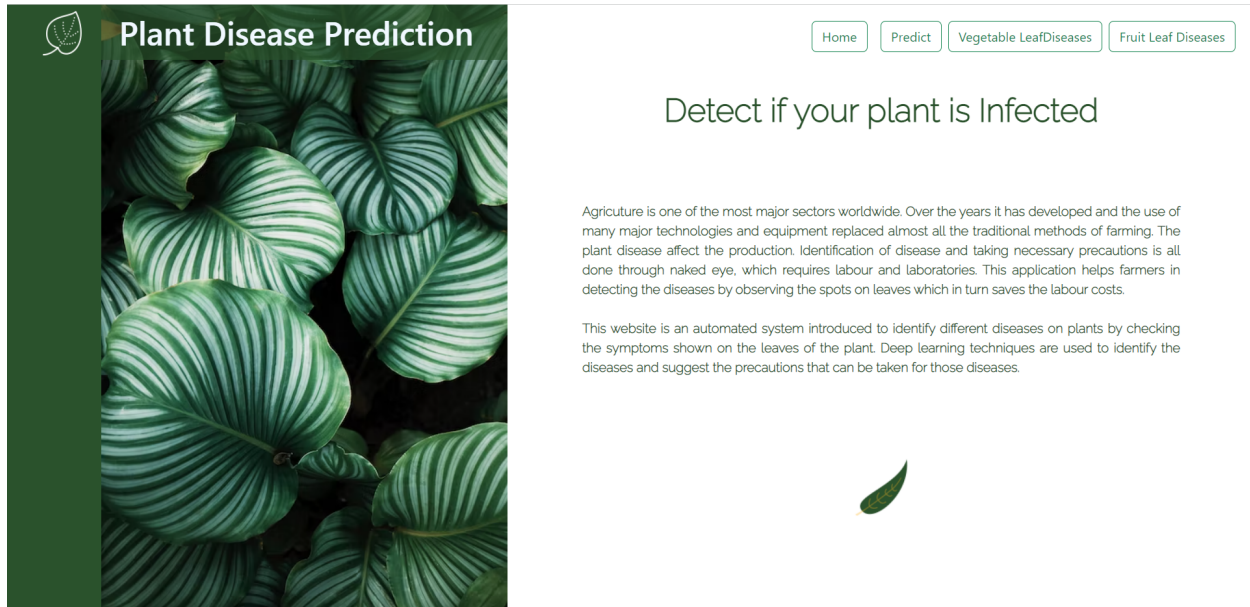 Plant Disease Prediction
Home
Predict
Vegetable LeafDiseases
Fruit Leaf Diseases
Detect if your plant is Infected
Agricuture is one of the most major sectors worldwide. Over the years it has developed and the use of
many major technologies and equipment replaced almost all the traditional methods of farming. The
plant disease affect the production. Identification of disease and taking necessary precautions is all
done through naked eye, which requires labour and laboratories. This application helps farmers in
detecting the diseases by observing the spots on leaves which in turn saves the labour costs.
This website is an automated system introduced to identify different diseases on plants by checking
the symptoms shown on the leaves of the plant. Deep learning techniques are used to identify the
diseases and suggest the precautions that can be taken for those diseases.